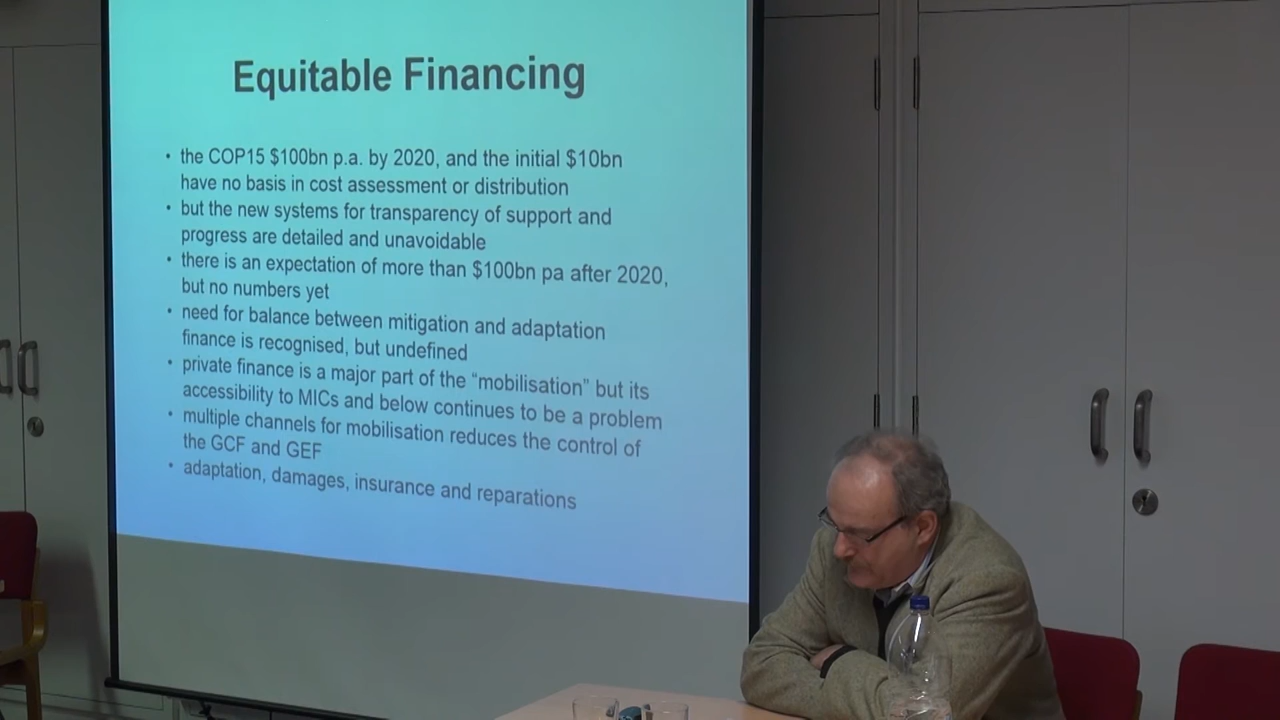 Equitable Financing
• the COP15 $100bn p.a. by 2020, and the initial $10bn
have no basis in cost assessment or distribution
• but the new systems for transparency of support and
progress are detailed and unavoidable
• there is an expectation of more than $100bn pa after 2020,
but no numbers yet
• need for balance between mitigation and adaptation
finance is recognised, but undefined
• private finance is a major part of the “mobilisation” but its
accessibility to MICs and below continues to be a problem
• multiple channels for mobilisation reduces the control of
the GCF and GEF
• adaptation, damages, insurance and reparations